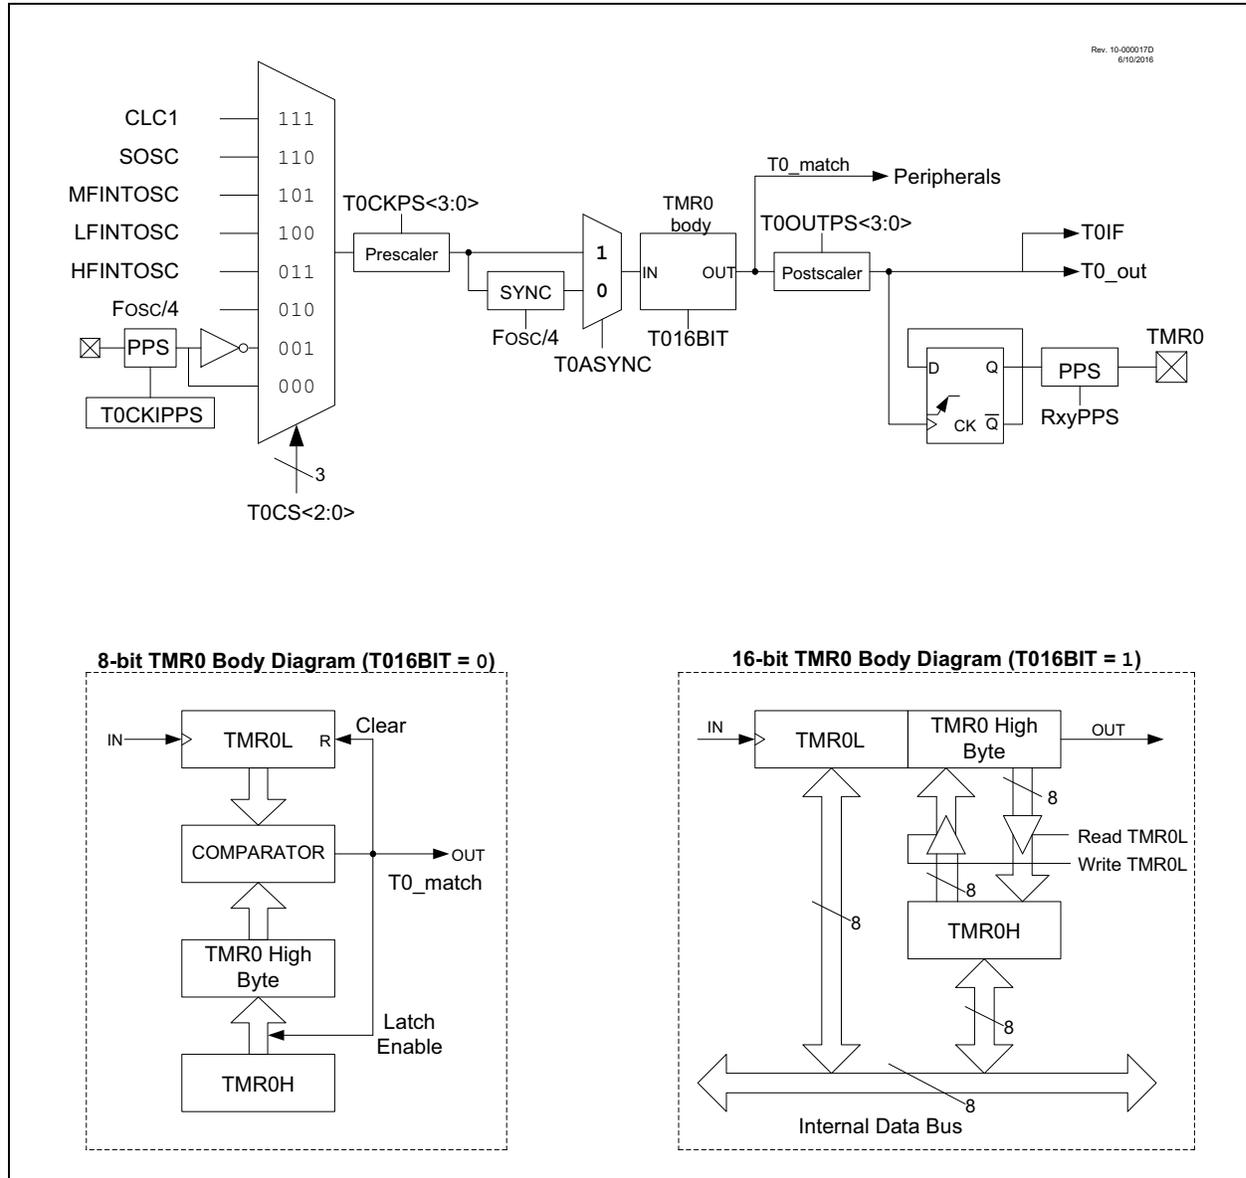 Rev. 10-000017D
6/10/2016
CLC1
111
SOSC
110
MFINTOSC
101
LFINTOSC
100
HFINTOSC
011
FOSC/4
010
PPS
001
000
T0CKIPPS
3
T0CS<2:0>
T0CKPS<3:0>
Prescaler
SYNC
FOSC/4
1
0
T0ASYNC
TMR0
body
IN
OUT
T016BIT
T0_match
Peripherals
T0OUTPS<3:0>
Postscaler
T0IF
T0_out
D
Q
CK
Q
PPS
RxyPPS
TMR0
8-bit TMR0 Body Diagram (T016BIT = 0)
IN
TMR0L
R
Clear
COMPARATOR
OUT
T0_match
TMR0 High
Byte
Latch
Enable
TMR0H
16-bit TMR0 Body Diagram (T016BIT = 1)
IN
TMR0L
TMR0 High
Byte
OUT
8
Read TMR0L
Write TMR0L
8
8
TMR0H
8
8
Internal Data Bus